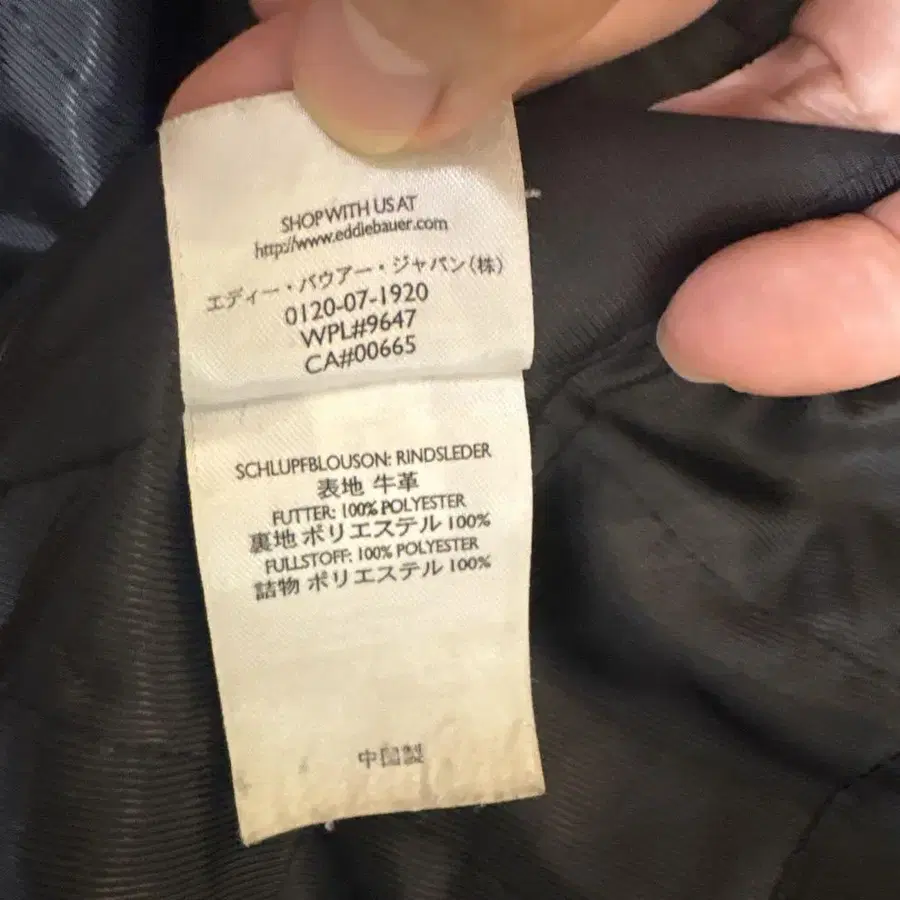 SHOP WITH US AT
http://www.eddiebauer.com
エディー・バウアー・ジャパン(株)
0120-07-1920
WPL#9647
CA#00665
SCHLUPFBLOUSON: RINDSLEDER
表地 牛革
FUTTER: 100% POLYESTER
裏地 ポリエステル 100%
FULLSTOFF: 100% POLYESTER
詰物 ポリエステル 100%
中国製